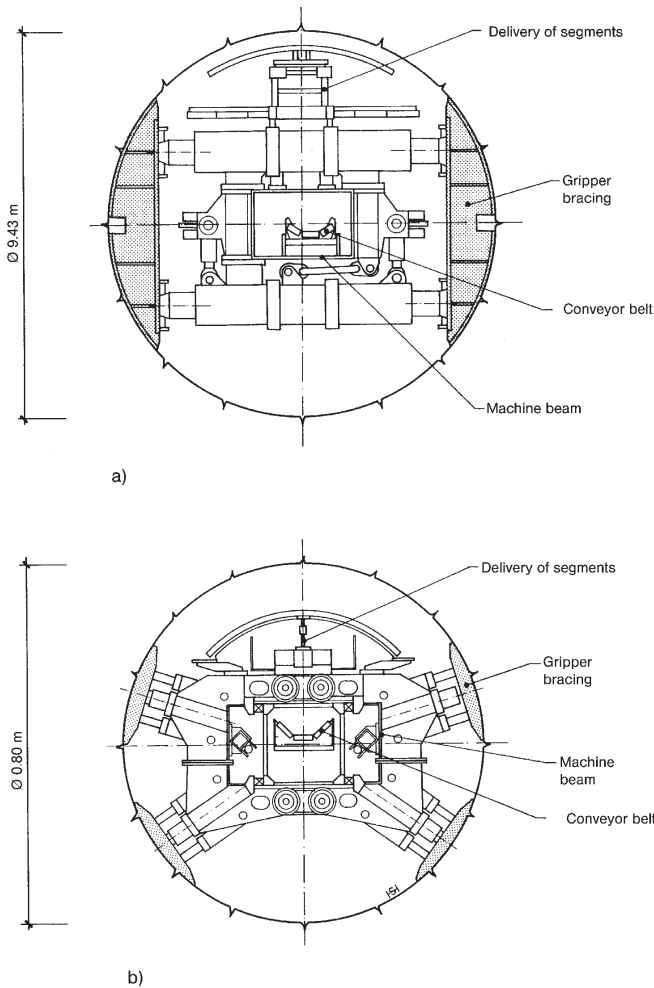 Delivery of segments
Gripper
bracing
Conveyor belt
Machine beam
Ø 9.43 m
a)
Delivery of segments
Gripper
bracing
Machine
beam
Conveyor belt
Ø 0.80 m
b)